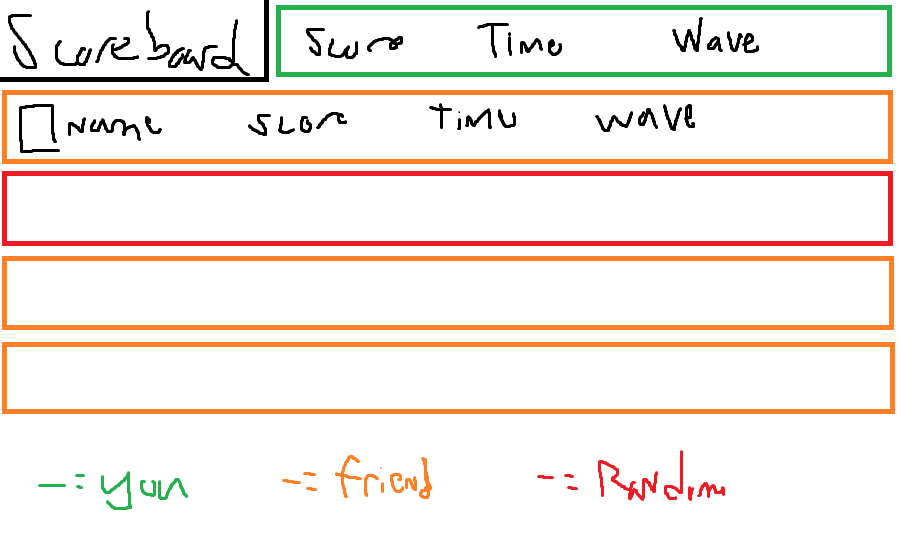 Scoreboard Score Time Wave
Name Score Time wave
-= you -= friend -= Random